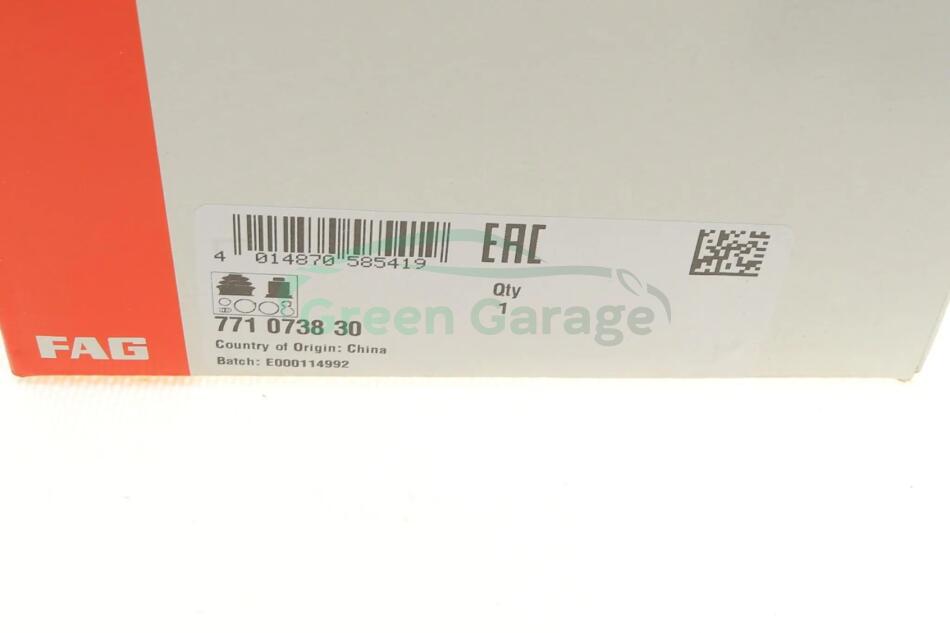 4 014870 585419
EAC
Qty
1
771 0738 30
Green Garage
Country of Origin: China
Batch: E000114992
FAG